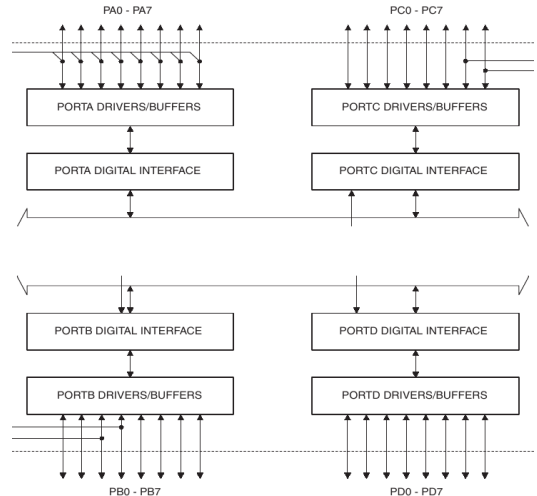 PA0 - PA7
PC0 - PC7
PORTA DRIVERS/BUFFERS
PORTC DRIVERS/BUFFERS
PORTA DIGITAL INTERFACE
PORTC DIGITAL INTERFACE
PORTB DIGITAL INTERFACE
PORTD DIGITAL INTERFACE
PORTB DRIVERS/BUFFERS
PORTD DRIVERS/BUFFERS
PB0 - PB7
PD0 - PD7